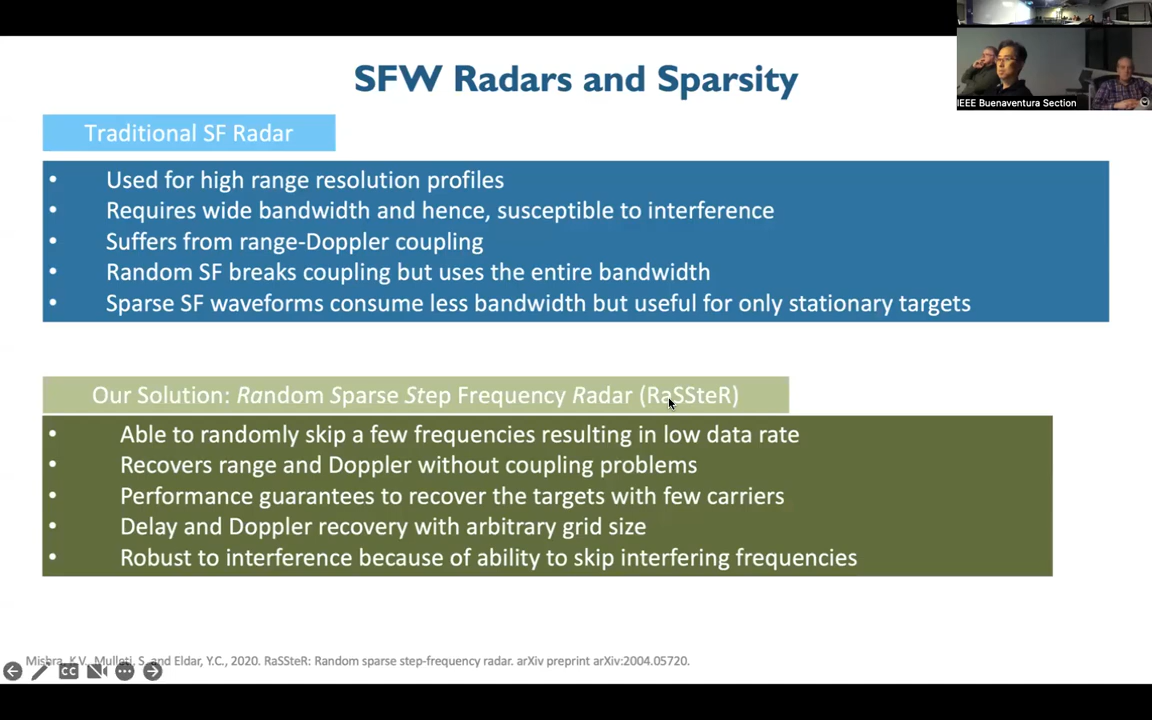 SFW Radars and Sparsity
IEEE Buenaventura Section
Traditional SF Radar
• Used for high range resolution profiles
• Requires wide bandwidth and hence, susceptible to interference
• Suffers from range-Doppler coupling
• Random SF breaks coupling but uses the entire bandwidth
• Sparse SF waveforms consume less bandwidth but useful for only stationary targets
Our Solution: Random Sparse Step Frequency Radar (RaSSteR)
• Able to randomly skip a few frequencies resulting in low data rate
• Recovers range and Doppler without coupling problems
• Performance guarantees to recover the targets with few carriers
• Delay and Doppler recovery with arbitrary grid size
• Robust to interference because of ability to skip interfering frequencies
Mishra, K.V., Mulleti, S. and Eldar, Y.C., 2020. RaSSteR: Random sparse step-frequency radar. arXiv preprint arXiv:2004.05720.
CC